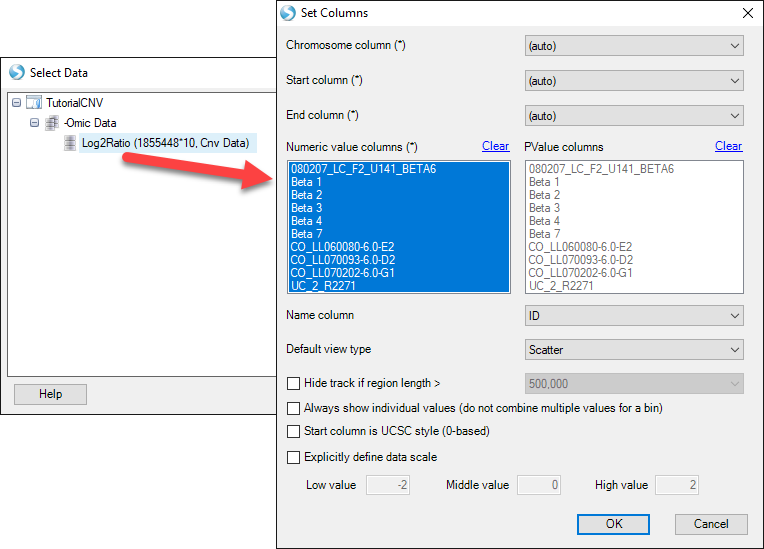 Select Data
TutorialCNV
-Omic Data
Log2Ratio (1855448*10, Cnv Data)
Help
Set Columns
Chromosome column (*)
(auto)
Start column (*)
(auto)
End column (*)
(auto)
Numeric value columns (*)
Clear
080207_LC_F2_U141_BETA6
Beta 1
Beta 2
Beta 3
Beta 4
Beta 7
CO_LL060080-6.0-E2
CO_LL070093-6.0-D2
CO_LL070202-6.0-G1
UC_2_R2271
PValue columns
Clear
080207_LC_F2_U141_BETA6
Beta 1
Beta 2
Beta 3
Beta 4
Beta 7
CO_LL060080-6.0-E2
CO_LL070093-6.0-D2
CO_LL070202-6.0-G1
UC_2_R2271
Name column
ID
Default view type
Scatter
Hide track if region length >
500,000
Always show individual values (do not combine multiple values for a bin)
Start column is UCSC style (0-based)
Explicitly define data scale
Low value
-2
Middle value
0
High value
2
OK
Cancel